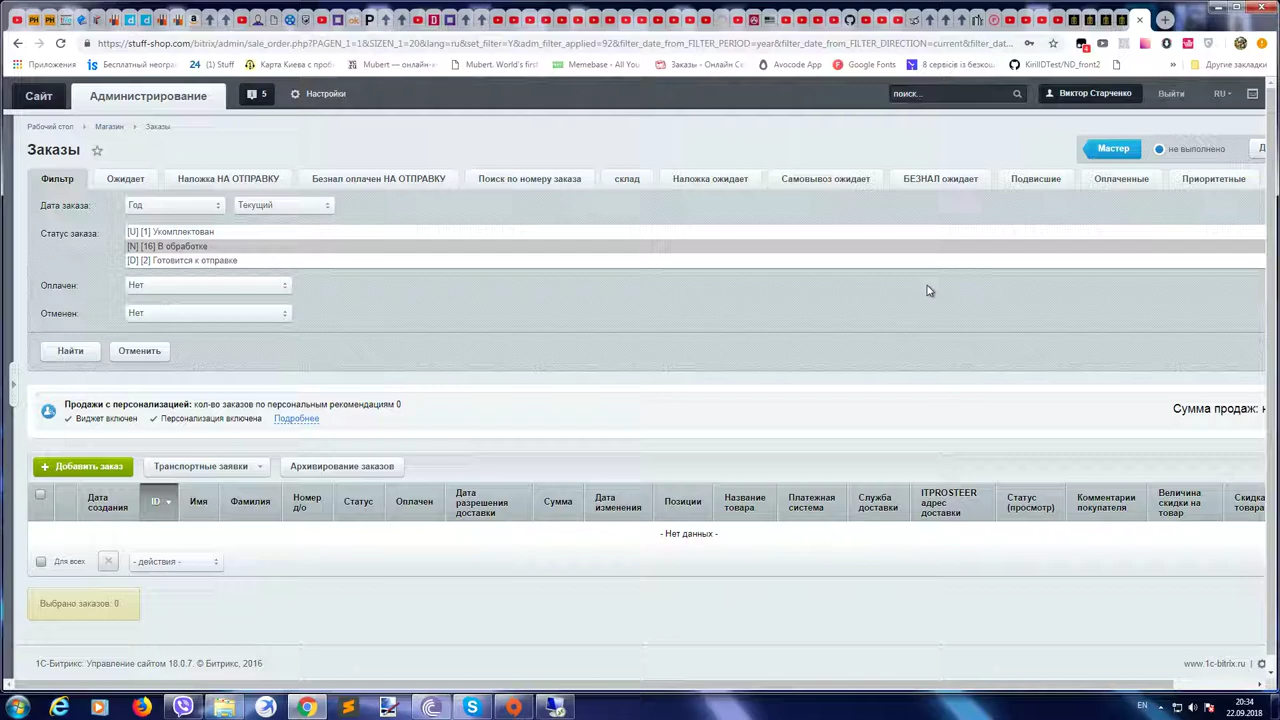 https://stuff-shop.com/bitrix/admin/sale_order.php?PAGEN_1=1&SIZEN_1=20&lan
m_filter_applied=92&filter_date_from_FILTER_PERIOD=year&filter_date_from_FILTER_DIRECTION=current&filter_dat...
Приложения
Бесплатный неогра
(1) Stuff
Карта Киева с проб
Mubert — онлайн-
Mubert. World's first
Memebase - All You
Заказы - Онлайн Се
Avocode App
Google Fonts
8 сервісів із безкош
KirillDTest/ND_front2
»
Другие закладки
Сайт
Администрирование
5
Настройки
поиск...
Виктор Старченко
Выйти
RU
Рабочий стол
Магазин
Заказы
Заказы
Мастер
не выполнено
Фильтр
Ожидает
Наложка НА ОТПРАВКУ
Безнал оплачен НА ОТПРАВКУ
Поиск по номеру заказа
склад
Наложка ожидает
Самовывоз ожидает
БЕЗНАЛ ожидает
Подвисшие
Оплаченные
Приоритетные
Дата заказа:
Год
Текущий
Статус заказа:
[U] [1] Укомплектован
[N] [16] В обработке
[D] [2] Готовится к отправке
Оплачен:
Нет
Отменен:
Нет
Найти
Отменить
Продажи с персонализацией: кол-во заказов по персональным рекомендациям 0
Виджет включен
Персонализация включена
Подробнее
Сумма продаж:
Добавить заказ
Транспортные заявки
Архивирование заказов
Дата создания
ID
Имя
Фамилия
Номер д/о
Статус
Оплачен
Дата разрешения доставки
Сумма
Дата изменения
Позиции
Название товара
Платежная система
Служба доставки
ITPROSTEER адрес доставки
Статус (просмотр)
Комментарии покупателя
Величина скидки на товар
Скидка товара
- Нет данных -
Для всех
- действия -
Выбрано заказов: 0
1С-Битрикс: Управление сайтом 18.0.7. © Битрикс, 2016
www.1c-bitrix.ru
EN
20:34
22.09.2018